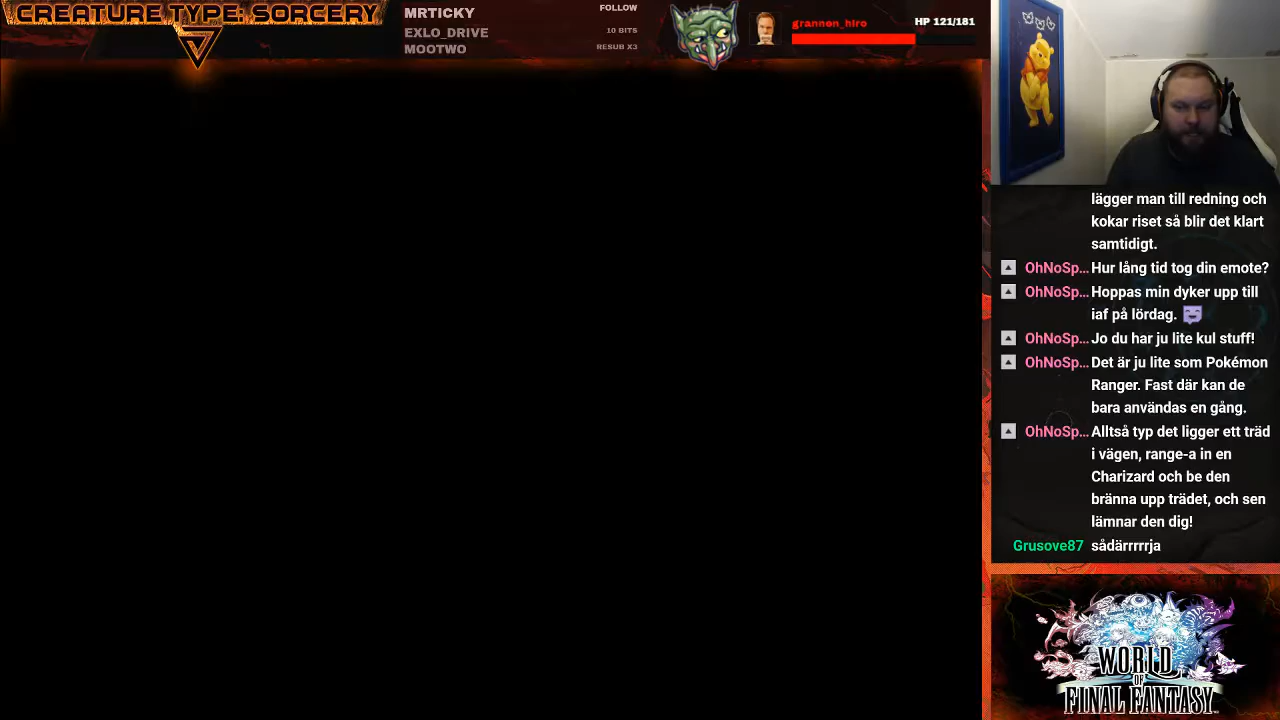 CREATURE TYPE: SORCERY
MRTICKY
FOLLOW
EXLO_DRIVE
10 BITS
MOOTWO
RESUB X3
grannon_hiro
HP 121/181
lägger man till redning och
kokar riset så blir det klart
samtidigt.
OhNoSp... Hur lång tid tog din emote?
OhNoSp... Hoppas min dyker upp till
iaf på lördag.
OhNoSp... Jo du har ju lite kul stuff!
OhNoSp... Det är ju lite som Pokémon
Ranger. Fast där kan de
bara användas en gång.
OhNoSp... Alltså typ det ligger ett träd
i vägen, range-a in en
Charizard och be den
bränna upp trädet, och sen
lämnar den dig!
Grusove87 sådärrrrrja
WORLD
OF
FINAL FANTASY